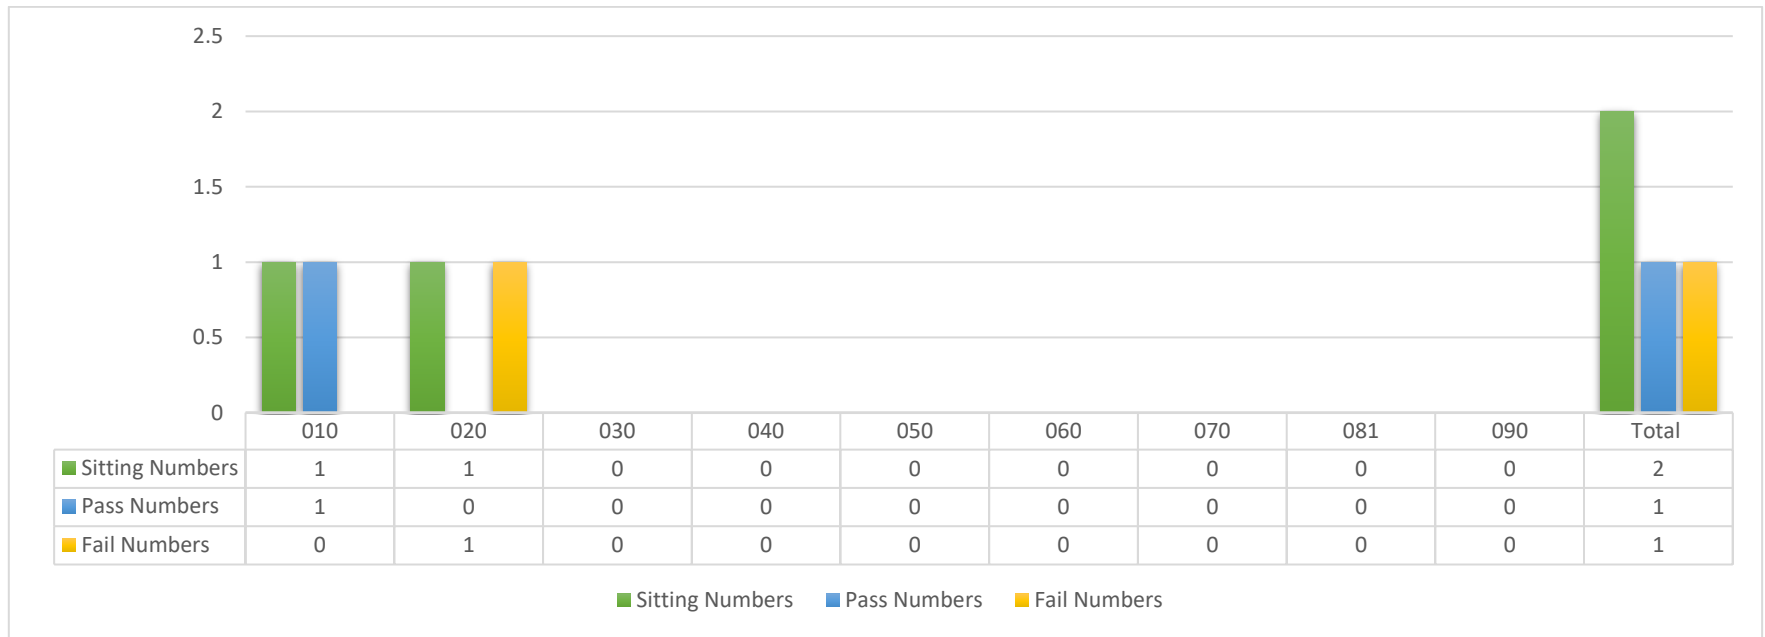 2.5
2
1.5
1
0.5
0
010 020 030 040 050 060 070 081 090 Total
Sitting Numbers 1 1 0 0 0 0 0 0 0 2
Pass Numbers 1 0 0 0 0 0 0 0 0 1
Fail Numbers 0 1 0 0 0 0 0 0 0 1
Sitting Numbers Pass Numbers Fail Numbers